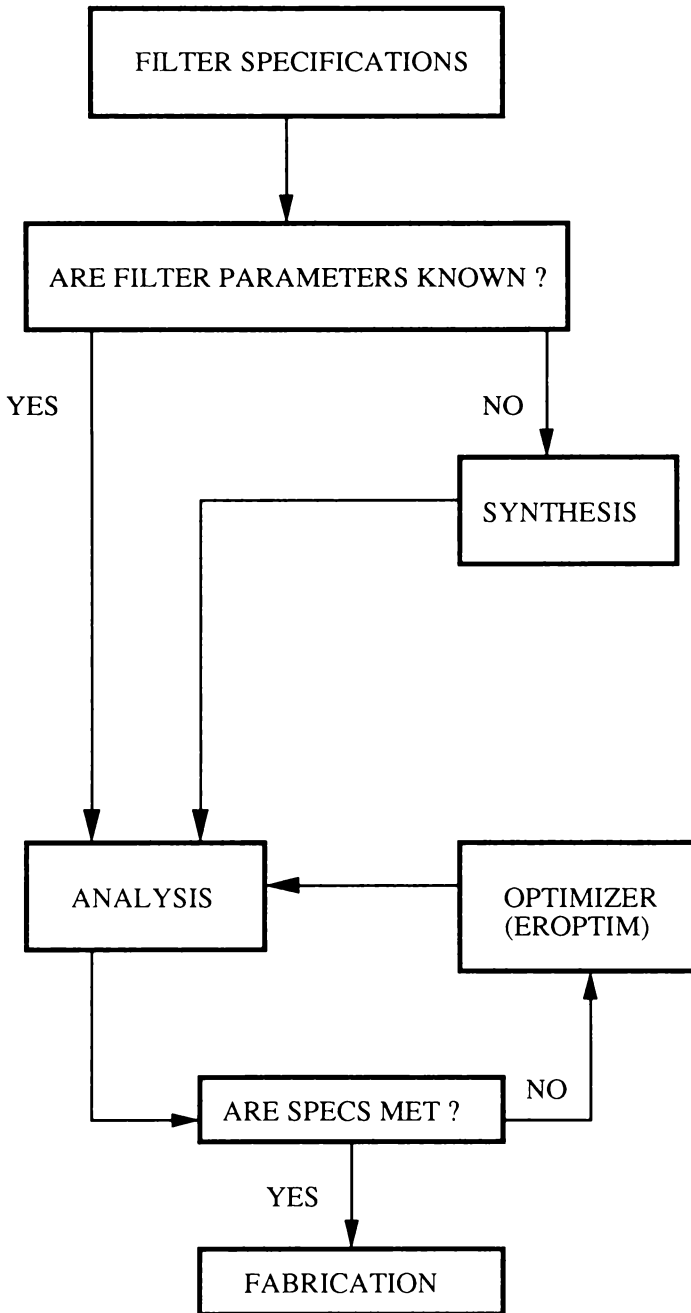 FILTER SPECIFICATIONS
ARE FILTER PARAMETERS KNOWN ?
YES
NO
SYNTHESIS
ANALYSIS
OPTIMIZER
(EROPTIM)
ARE SPECS MET ?
NO
YES
FABRICATION